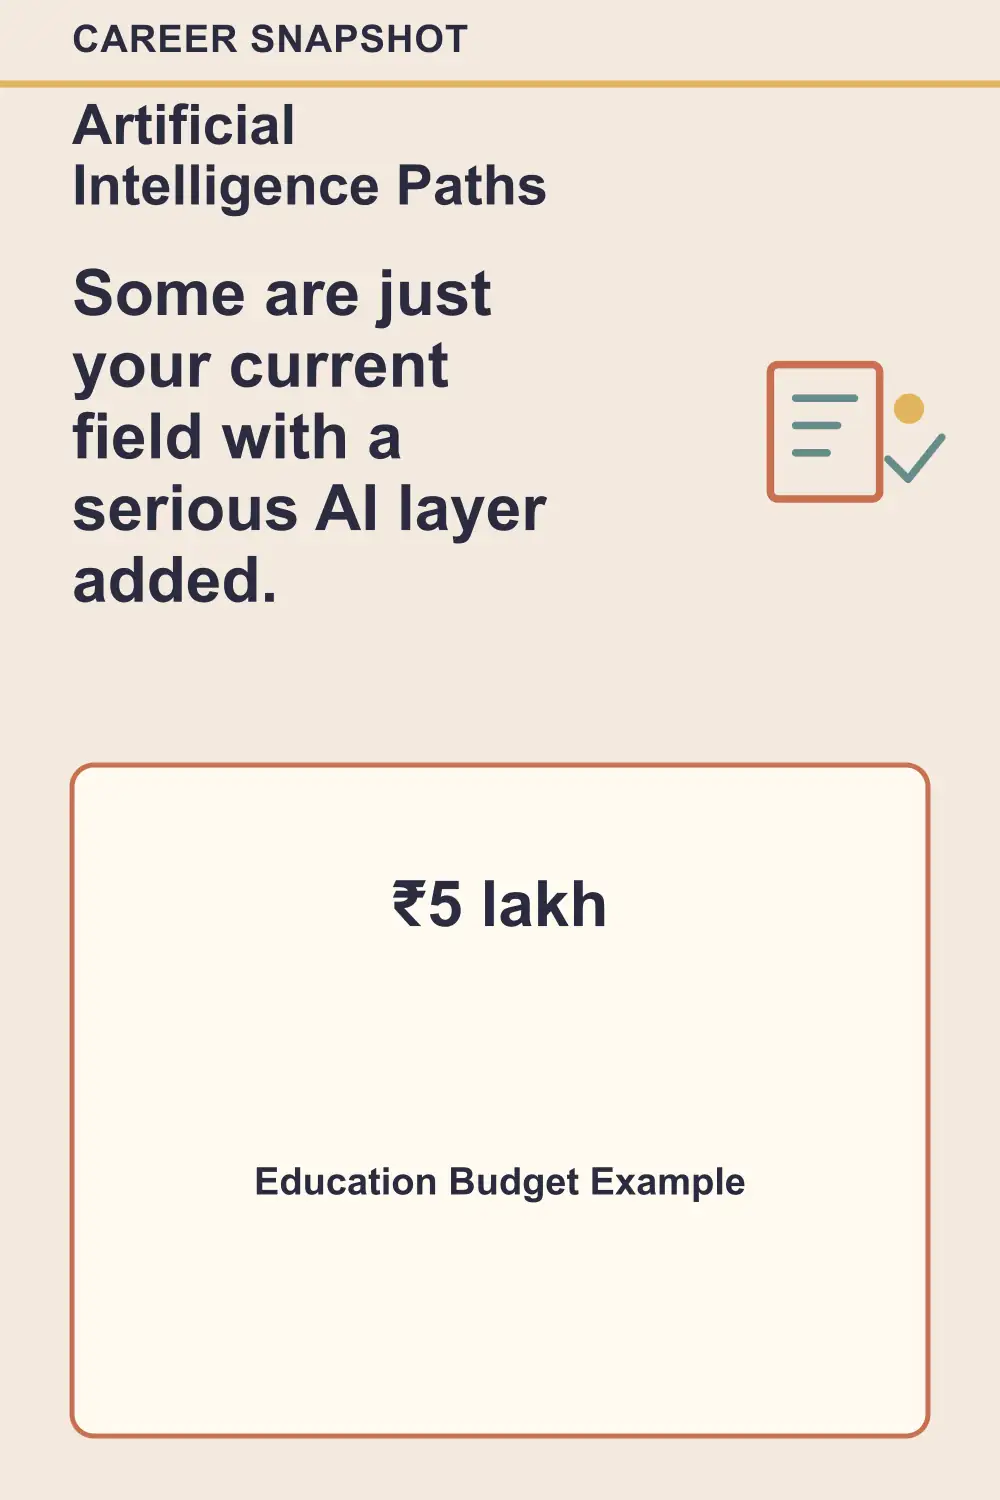 CAREER SNAPSHOT
Artificial
Intelligence Paths
Some are just
your current
field with a
serious AI layer
added.
₹5 lakh
Education Budget Example